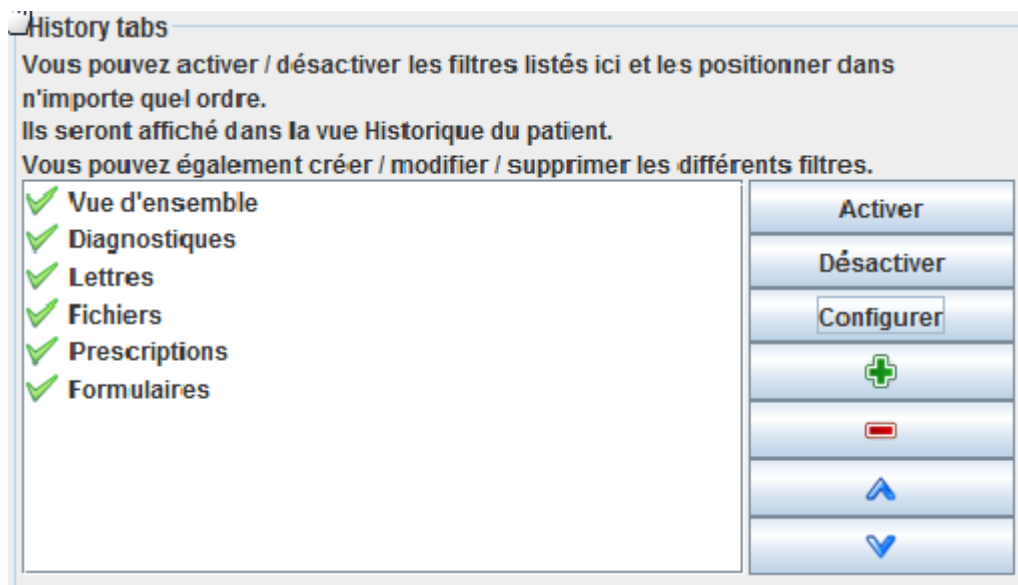 History tabs
Vous pouvez activer / désactiver les filtres listés ici et les positionner dans
n'importe quel ordre.
Ils seront affiché dans la vue Historique du patient.
Vous pouvez également créer / modifier / supprimer les différents filtres.
Vue d'ensemble
Diagnostiques
Lettres
Fichiers
Prescriptions
Formulaires
Activer
Désactiver
Configurer